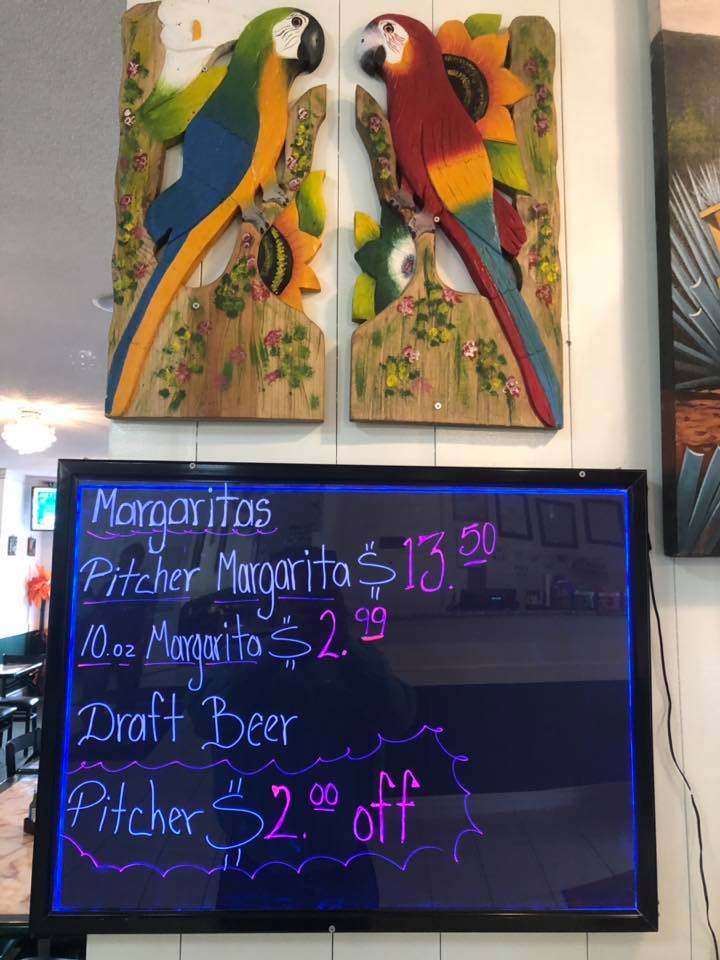 Margaritas
Pitcher Margarita $13.50
10.oz Margarita $2.99
Draft Beer
Pitcher $2.00 off